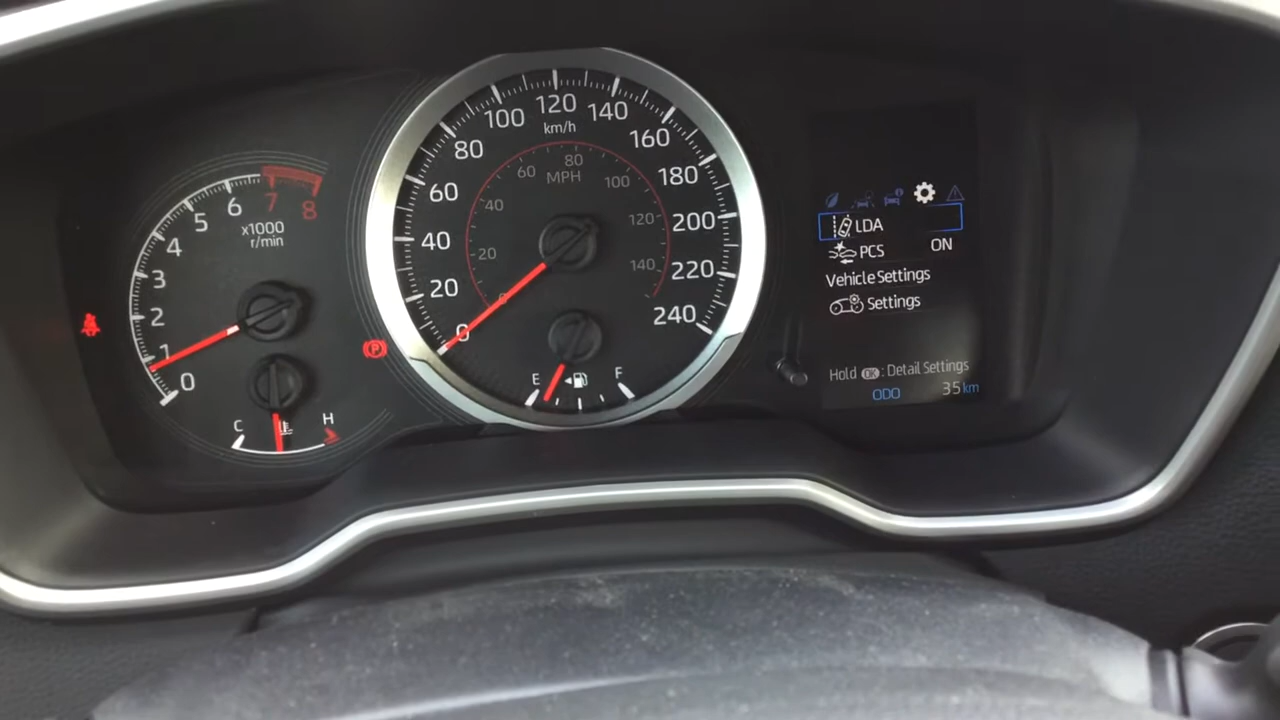 8
7
6
5
4
3
2
1
0
x1000
r/min
C
H
P
0
20
40
60
80
100
120
140
160
180
200
220
240
km/h
0
20
40
60
80
100
120
140
MPH
E
F
LDA
PCS ON
Vehicle Settings
Settings
Hold OK : Detail Settings
ODO 35 km